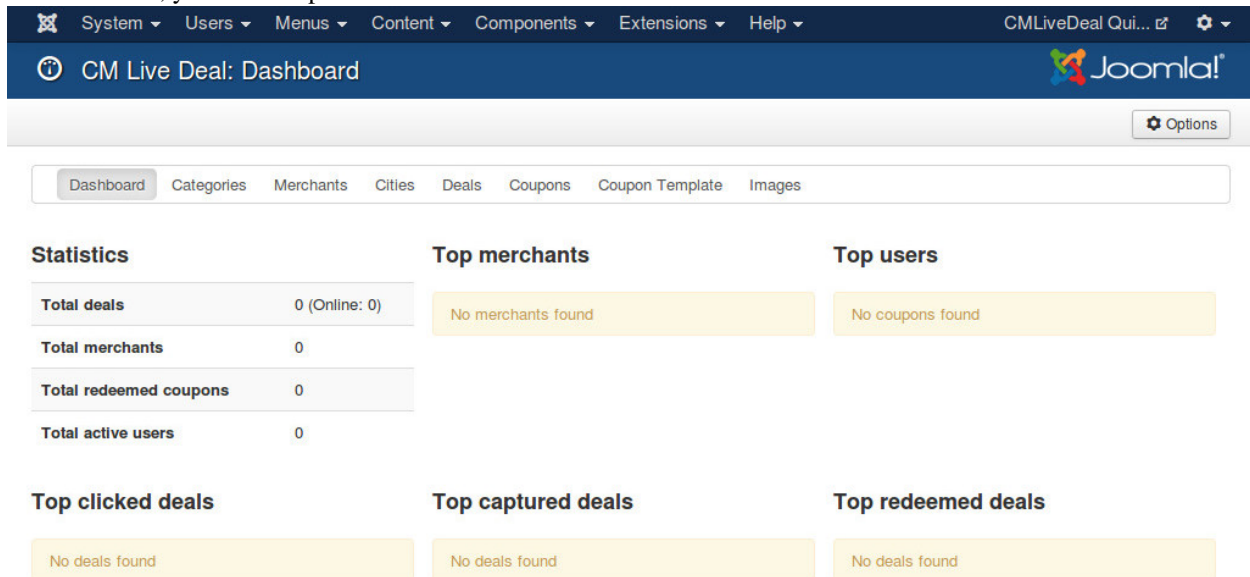 System Users Menus Content Components Extensions Help CMLiveDeal Qui...
CM Live Deal: Dashboard Joomla!
Options
Dashboard Categories Merchants Cities Deals Coupons Coupon Template Images
Statistics Top merchants Top users
Total deals 0 (Online: 0) No merchants found No coupons found
Total merchants 0
Total redeemed coupons 0
Total active users 0
Top clicked deals Top captured deals Top redeemed deals
No deals found No deals found No deals found